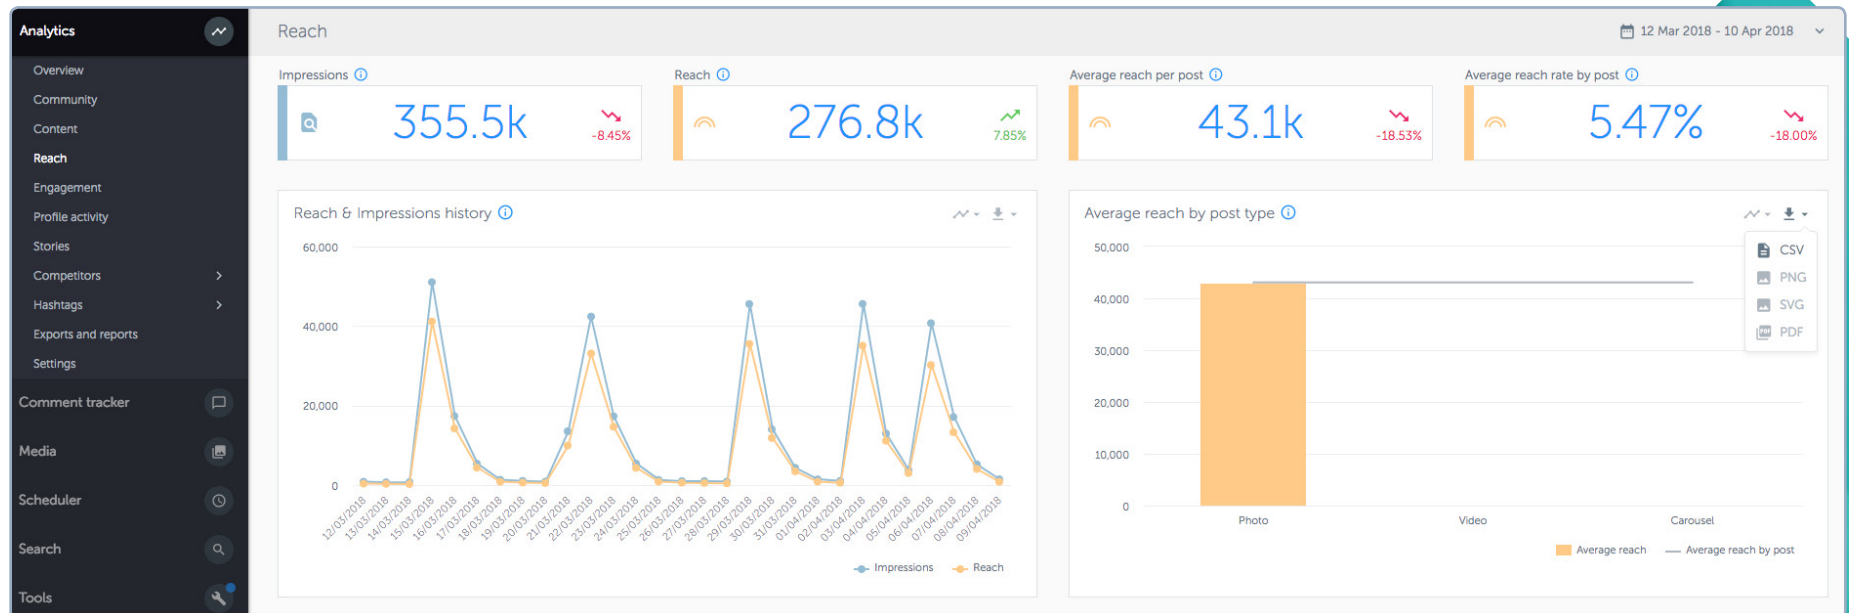 Analytics
Overview
Community
Content
Reach
Engagement
Profile activity
Stories
Competitors
Hashtags
Exports and reports
Settings
Comment tracker
Media
Scheduler
Search
Tools
Reach
12 Mar 2018 - 10 Apr 2018
Impressions
355.5k
-8.45%
Reach
276.8k
7.85%
Average reach per post
43.1k
-18.53%
Average reach rate by post
5.47%
-18.00%
Reach & Impressions history
60,000
40,000
20,000
0
12/03/2018
13/03/2018
14/03/2018
15/03/2018
16/03/2018
17/03/2018
18/03/2018
19/03/2018
20/03/2018
21/03/2018
22/03/2018
23/03/2018
24/03/2018
25/03/2018
26/03/2018
27/03/2018
28/03/2018
29/03/2018
30/03/2018
31/03/2018
01/04/2018
02/04/2018
03/04/2018
04/04/2018
05/04/2018
06/04/2018
07/04/2018
08/04/2018
09/04/2018
Impressions
Reach
Average reach by post type
CSV
PNG
SVG
PDF
50,000
40,000
30,000
20,000
10,000
0
Photo
Video
Carousel
Average reach
Average reach by post